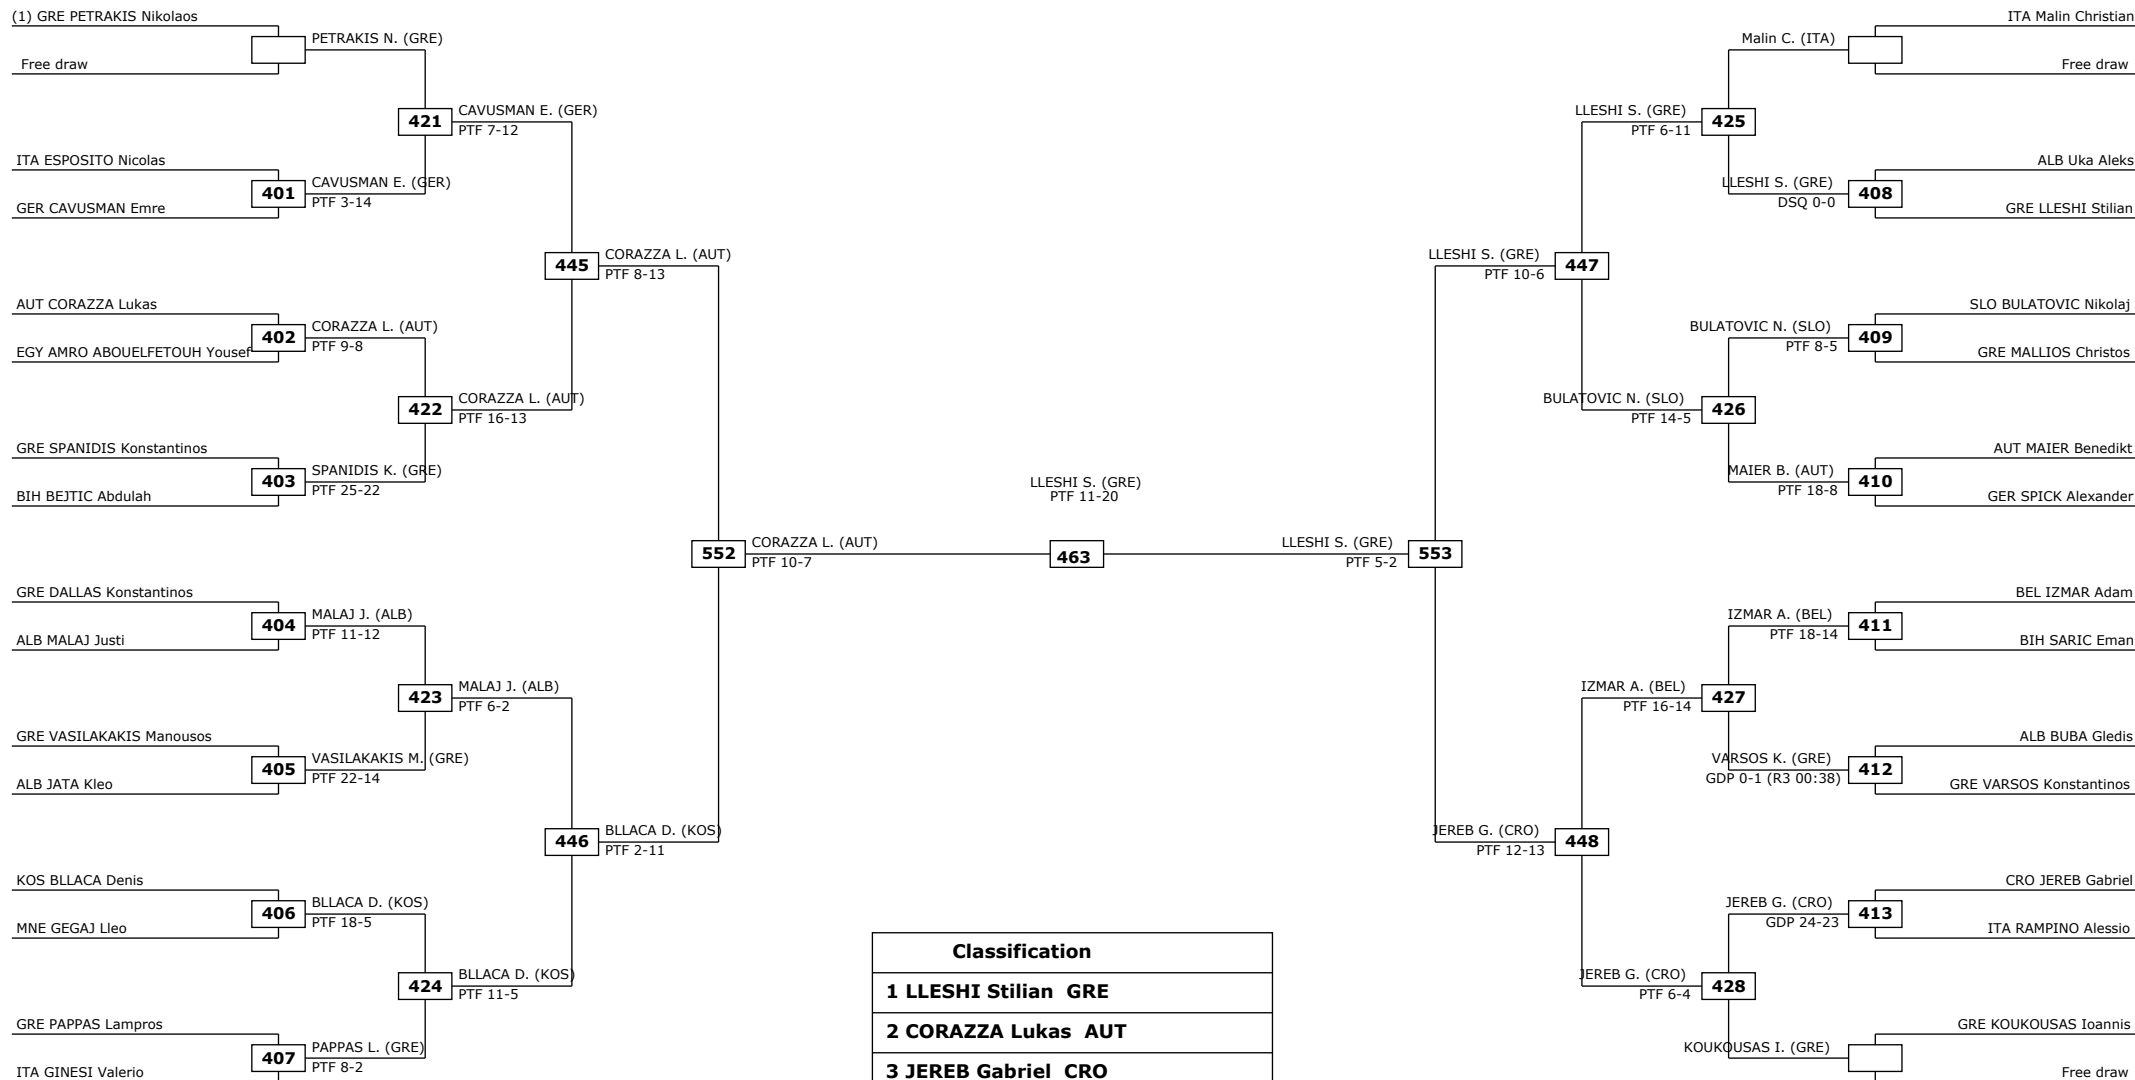 (1) GRE PETRAKIS Nikolaos
Free draw
PETRAKIS N. (GRE)
421
CAVUSMAN E. (GER)
PTF 7-12
ITA ESPOSITO Nicolas
GER CAVUSMAN Emre
401
CAVUSMAN E. (GER)
PTF 3-14
445
CORAZZA L. (AUT)
PTF 8-13
AUT CORAZZA Lukas
EGY AMRO ABOUELFETOUH Yousef
402
CORAZZA L. (AUT)
PTF 9-8
422
CORAZZA L. (AUT)
PTF 16-13
GRE SPANIDIS Konstantinos
BIH BEJTIC Abdulah
403
SPANIDIS K. (GRE)
PTF 25-22
552
CORAZZA L. (AUT)
PTF 10-7
GRE DALLAS Konstantinos
ALB MALAJ Justi
404
MALAJ J. (ALB)
PTF 11-12
423
MALAJ J. (ALB)
PTF 6-2
GRE VASILAKAKIS Manousos
ALB JATA Kleo
405
VASILAKAKIS M. (GRE)
PTF 22-14
446
BLLACA D. (KOS)
PTF 2-11
KOS BLLACA Denis
MNE GEGAJ Lleo
406
BLLACA D. (KOS)
PTF 18-5
424
BLLACA D. (KOS)
PTF 11-5
GRE PAPPAS Lampros
ITA GINESI Valerio
407
PAPPAS L. (GRE)
PTF 8-2
LLESHI S. (GRE)
PTF 11-20
463
Classification
1 LLESHI Stilian GRE
2 CORAZZA Lukas AUT
3 JEREB Gabriel CRO
ITA Malin Christian
Free draw
Malin C. (ITA)
LLESHI S. (GRE)
PTF 6-11
425
ALB Uka Aleks
GRE LLESHI Stilian
LLESHI S. (GRE)
DSQ 0-0
408
LLESHI S. (GRE)
PTF 10-6
447
SLO BULATOVIC Nikolaj
GRE MALLIOS Christos
BULATOVIC N. (SLO)
PTF 8-5
409
BULATOVIC N. (SLO)
PTF 14-5
426
AUT MAIER Benedikt
GER SPICK Alexander
MAIER B. (AUT)
PTF 18-8
410
LLESHI S. (GRE)
PTF 5-2
553
BEL IZMAR Adam
BIH SARIC Eman
IZMAR A. (BEL)
PTF 18-14
411
IZMAR A. (BEL)
PTF 16-14
427
ALB BUBA Gledis
GRE VARSOS Konstantinos
VARSOS K. (GRE)
GDP 0-1 (R3 00:38)
412
JEREB G. (CRO)
PTF 12-13
448
CRO JEREB Gabriel
ITA RAMPINO Alessio
JEREB G. (CRO)
GDP 24-23
413
JEREB G. (CRO)
PTF 6-4
428
GRE KOUKOUSAS Ioannis
Free draw
KOUKOUSAS I. (GRE)